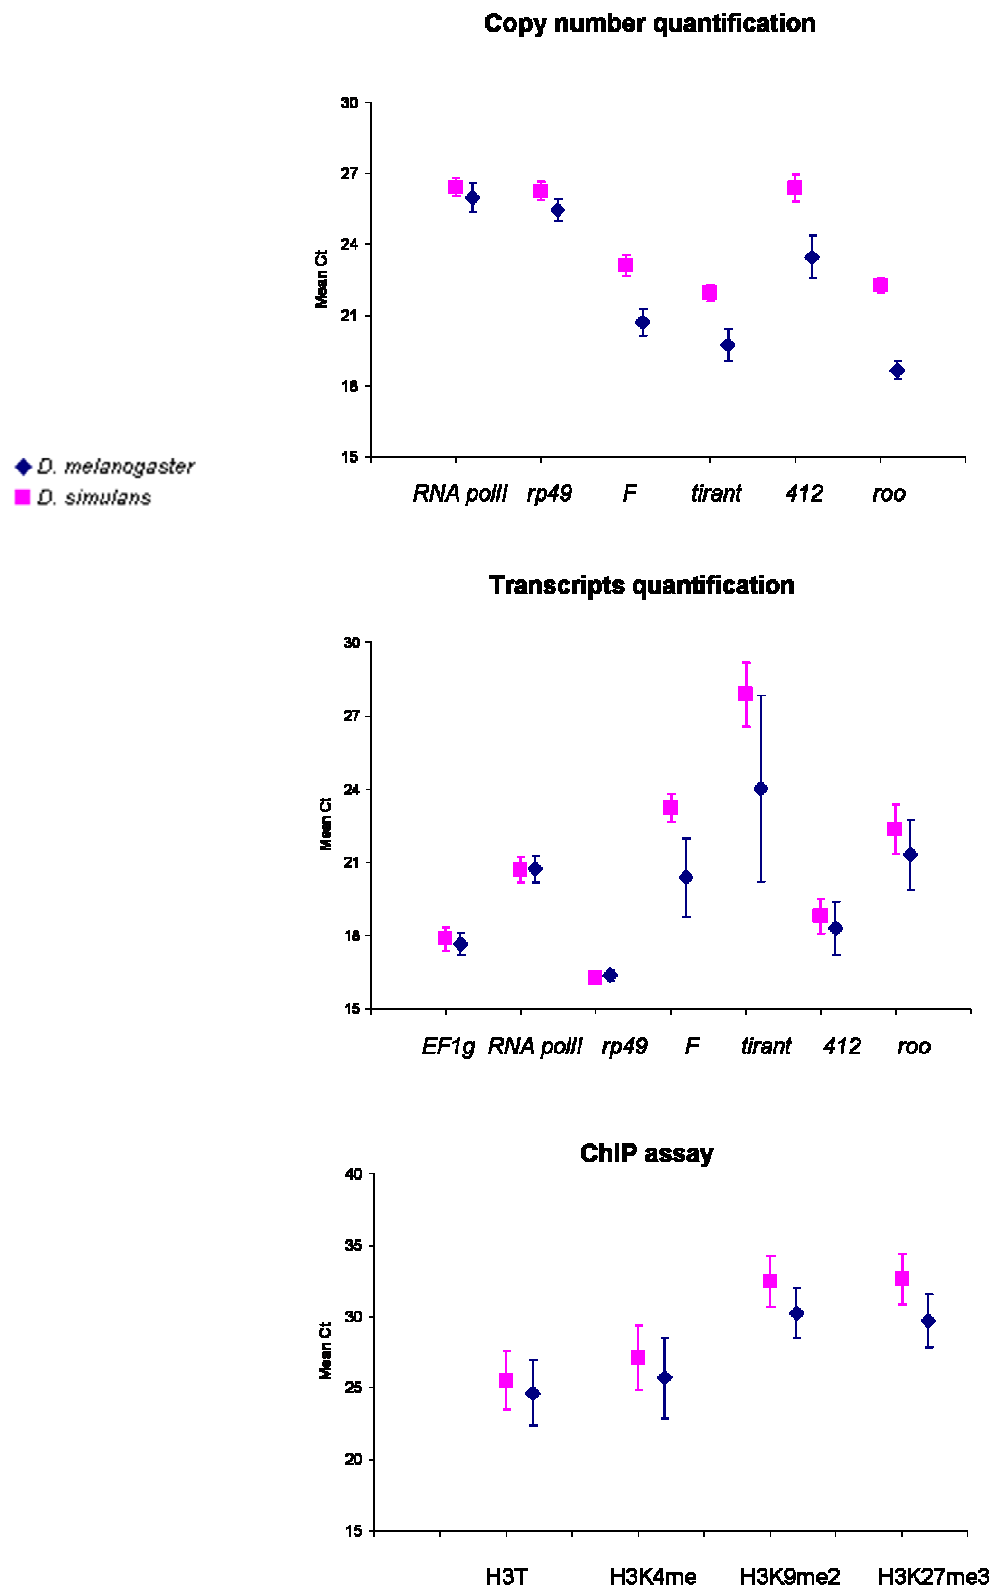 Copy number quantification
30
27
24
21
18
15
Mean Ct
RNA polII rp49 F tirant 412 roo
D. melanogaster
D. simulans
Transcripts quantification
30
27
24
21
18
15
Mean Ct
EF1g RNA polII rp49 F tirant 412 roo
ChIP assay
40
35
30
25
20
15
Mean Ct
H3T H3K4me H3K9me2 H3K27me3